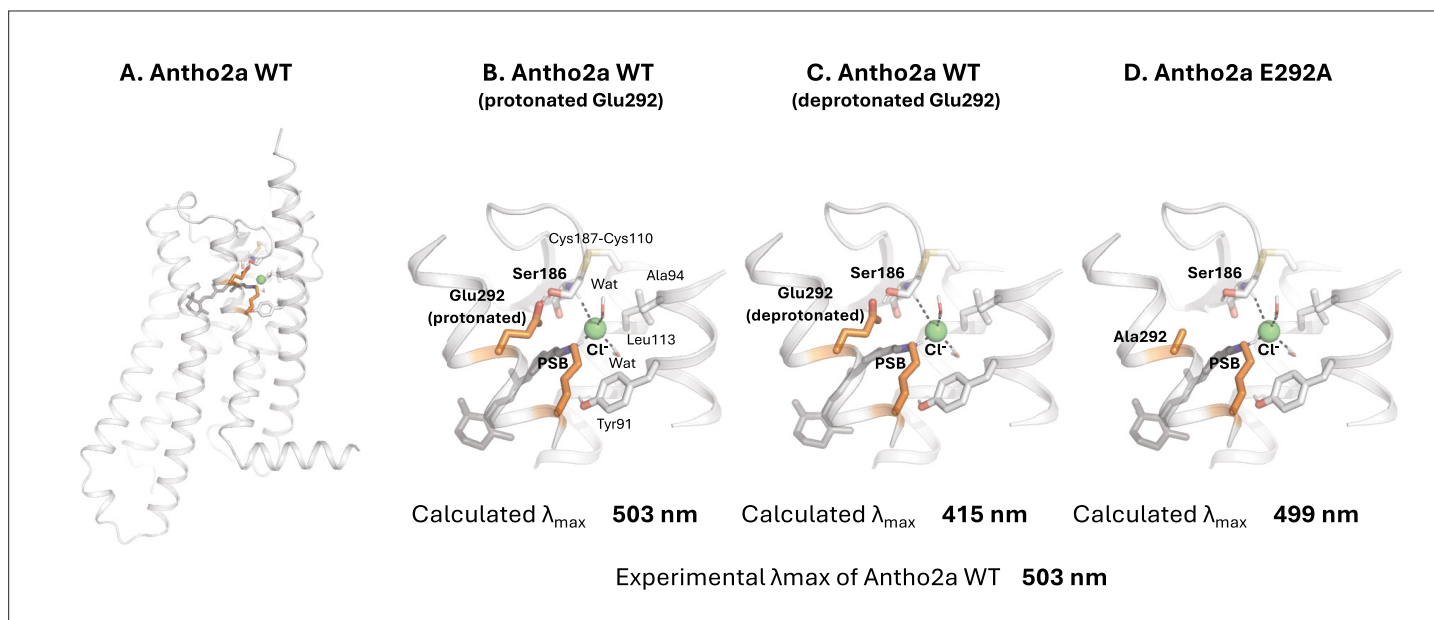 A. Antho2a WT
B. Antho2a WT
(protonated Glu292)
C. Antho2a WT
(deprotonated Glu292)
D. Antho2a E292A
Cys187-Cys110
Ser186
Wat
Ala94
Glu292
(protonated)
Leu113
Cl-
PSB
Wat
Tyr91
Ser186
Glu292
(deprotonated)
Cl-
PSB
Ser186
Ala292
Cl-
PSB
Calculated λmax 503 nm
Calculated λmax 415 nm
Calculated λmax 499 nm
Experimental λmax of Antho2a WT 503 nm